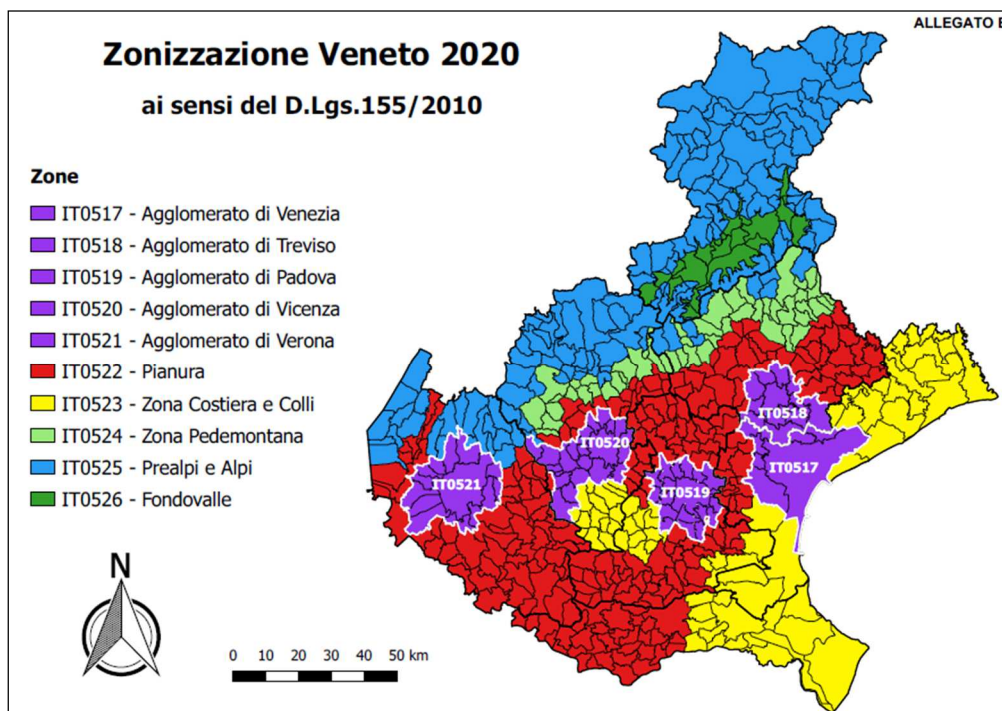 ALLEGATO B
Zonizzazione Veneto 2020
ai sensi del D.Lgs.155/2010
Zone
IT0517 - Agglomerato di Venezia
IT0518 - Agglomerato di Treviso
IT0519 - Agglomerato di Padova
IT0520 - Agglomerato di Vicenza
IT0521 - Agglomerato di Verona
IT0522 - Pianura
IT0523 - Zona Costiera e Colli
IT0524 - Zona Pedemontana
IT0525 - Prealpi e Alpi
IT0526 - Fondovalle
IT0518
IT0520
IT0517
IT0521
IT0519
N
0 10 20 30 40 50 km